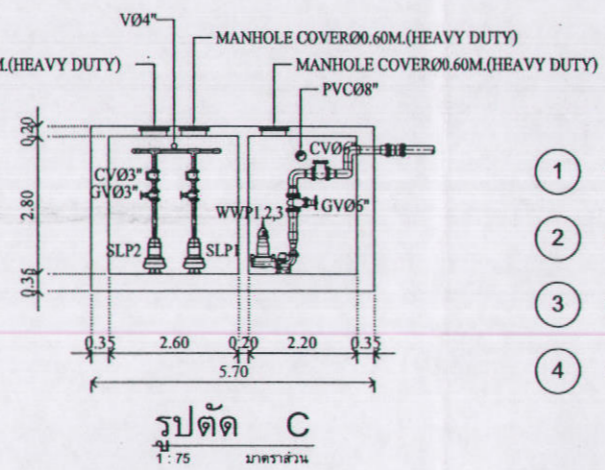 VØ4"
MANHOLE COVERØ0.60M.(HEAVY DUTY)
M.(HEAVY DUTY)
MANHOLE COVERØ0.60M.(HEAVY DUTY)
PVCØ8"
0.20
CVØ6"
CVØ3"
GVØ3"
2.80
WWP1,2,3
GVØ6"
SLP2
SLP1
0.35
0.35
2.60
0.20
2.20
0.35
5.70
1
2
3
4
รูปตัด C
1 : 75 มาตราส่วน